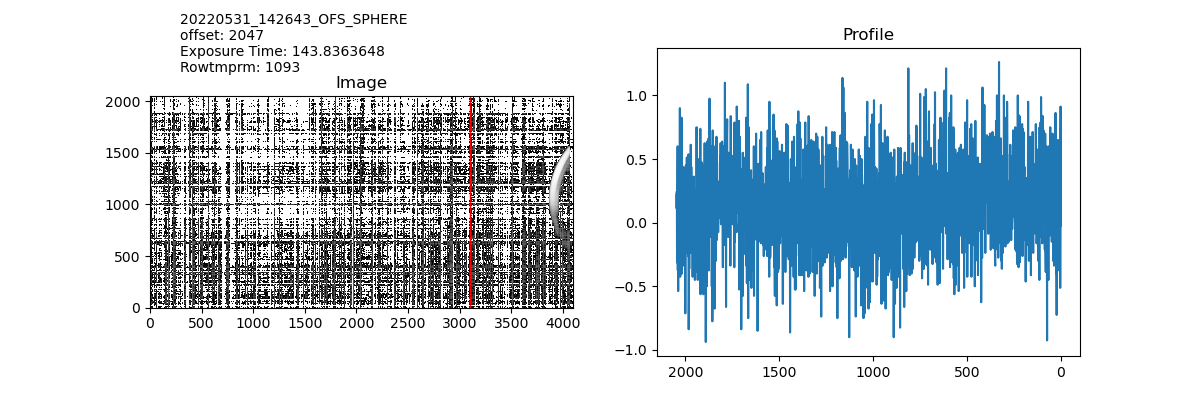 20220531_142643_OFS_SPHERE
offset: 2047
Exposure Time: 143.8363648
Rowtmprm: 1093
Image
2000
1500
1000
500
0
0 500 1000 1500 2000 2500 3000 3500 4000
Profile
1.0
0.5
0.0
−0.5
−1.0
2000 1500 1000 500 0